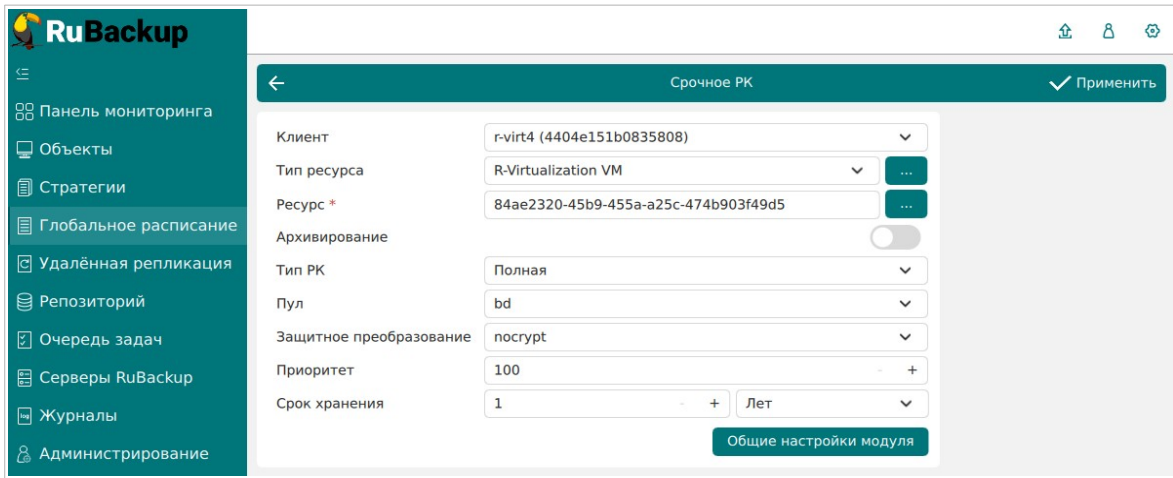 RuBackup
Срочное РК
Применить
Панель мониторинга
Объекты
Стратегии
Глобальное расписание
Удалённая репликация
Репозиторий
Очередь задач
Серверы RuBackup
Журналы
Администрирование
Клиент r-virt4 (4404e151b0835808)
Тип ресурса R-Virtualization VM ...
Ресурс * 84ae2320-45b9-455a-a25c-474b903f49d5 ...
Архивирование
Тип РК Полная
Пул bd
Защитное преобразование nocrypt
Приоритет 100 - +
Срок хранения 1 - + Лет
Общие настройки модуля